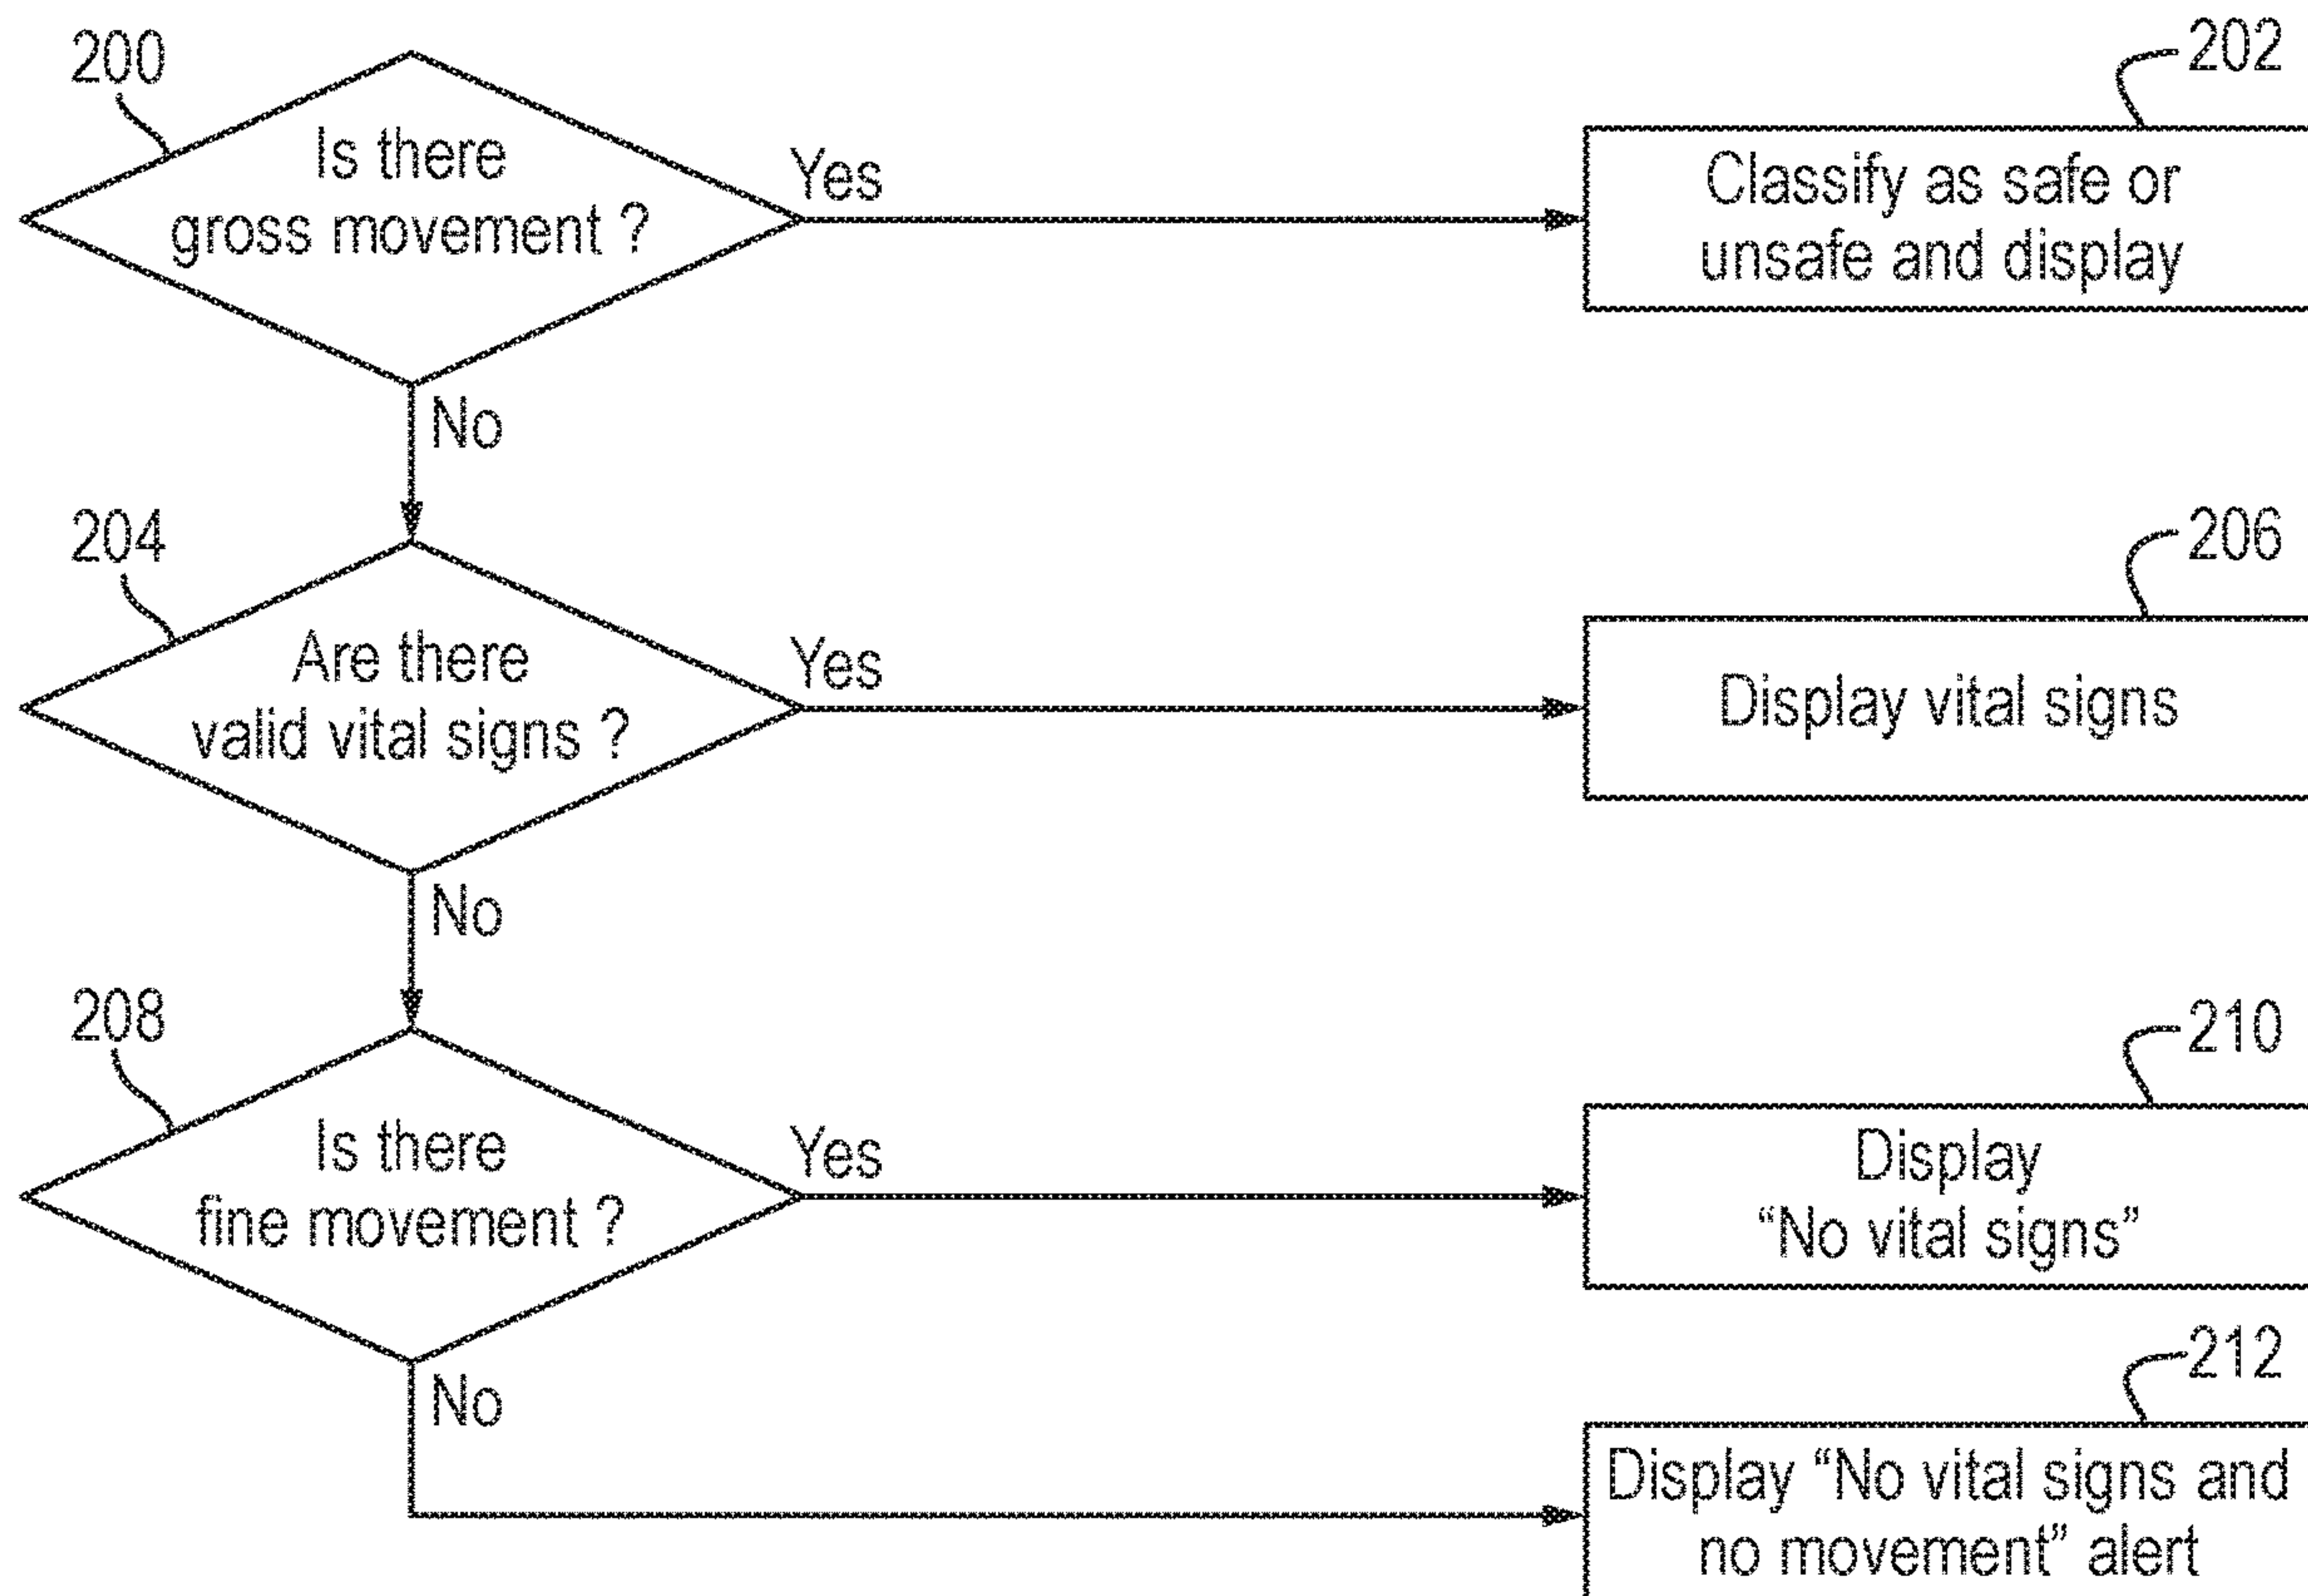 200
202
Is there
gross movement ?
Yes
Classify as safe or
unsafe and display
No
204
206
Are there
valid vital signs ?
Yes
Display vital signs
No
208
210
Is there
fine movement ?
Yes
Display
“No vital signs”
No
212
Display “No vital signs and
no movement” alert